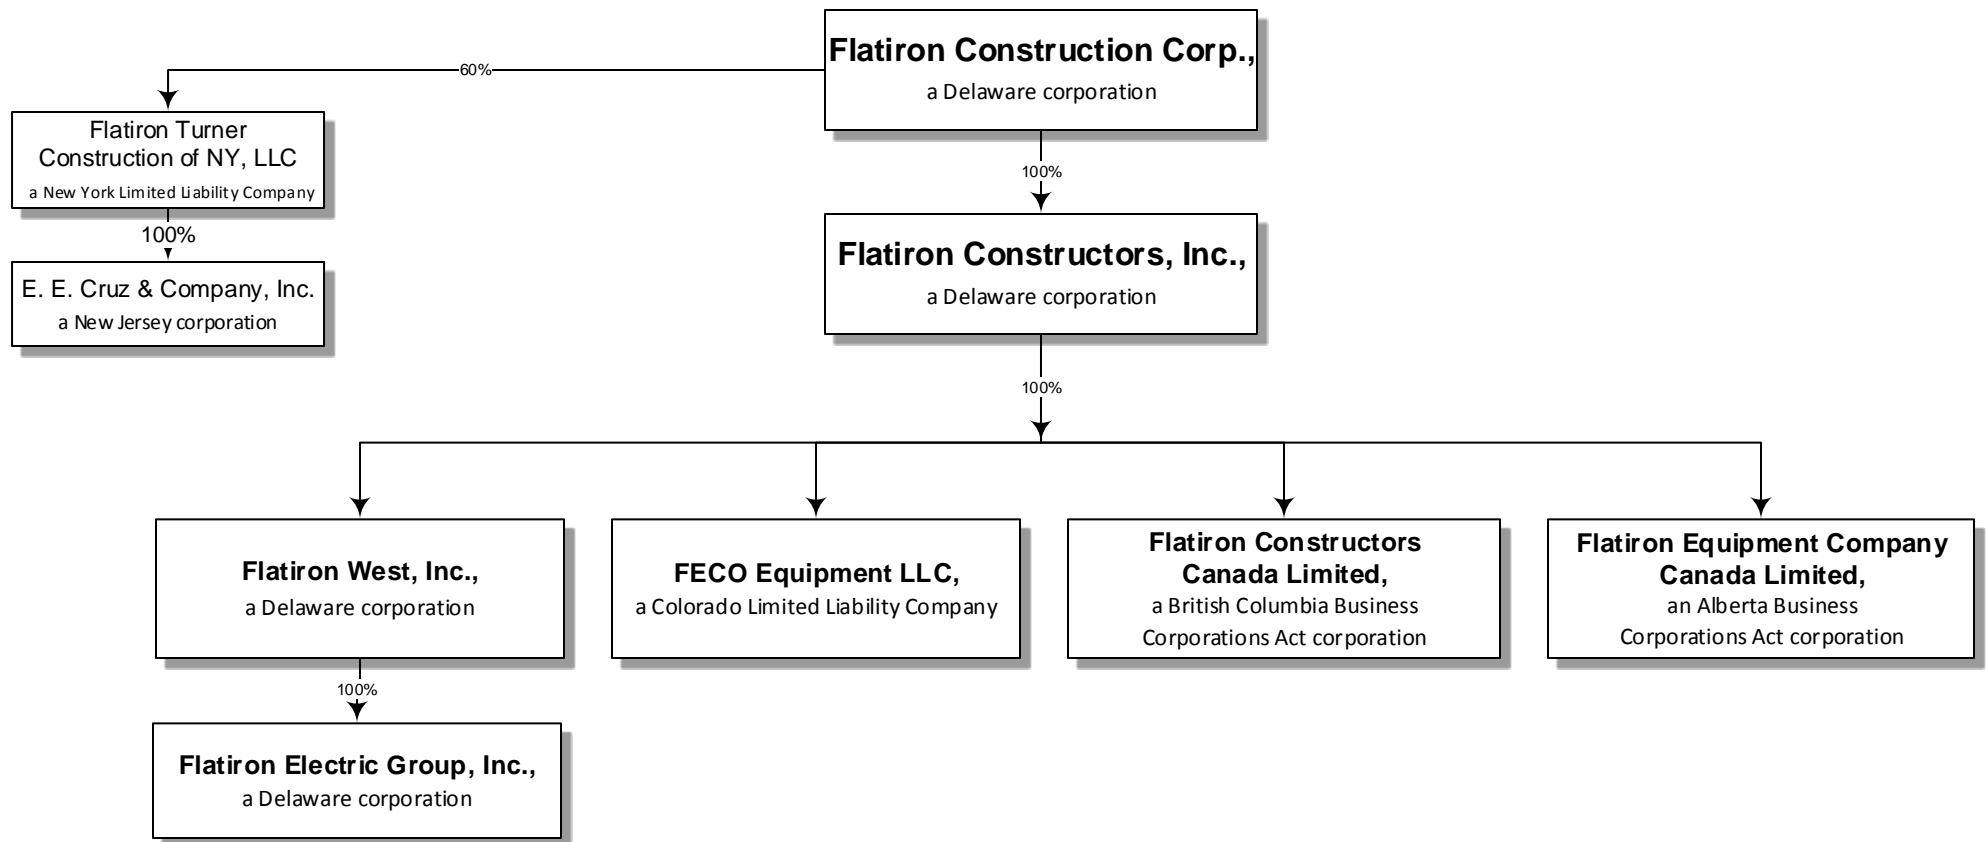 Flatiron Construction Corp.,
a Delaware corporation
60%
Flatiron Turner
Construction of NY, LLC
a New York Limited Liability Company
100%
100%
Flatiron Constructors, Inc.,
a Delaware corporation
100%
E. E. Cruz & Company, Inc.
a New Jersey corporation
100%
Flatiron West, Inc.,
a Delaware corporation
FECO Equipment LLC,
a Colorado Limited Liability Company
Flatiron Constructors
Canada Limited,
a British Columbia Business
Corporations Act corporation
Flatiron Equipment Company
Canada Limited,
an Alberta Business
Corporations Act corporation
100%
Flatiron Electric Group, Inc.,
a Delaware corporation